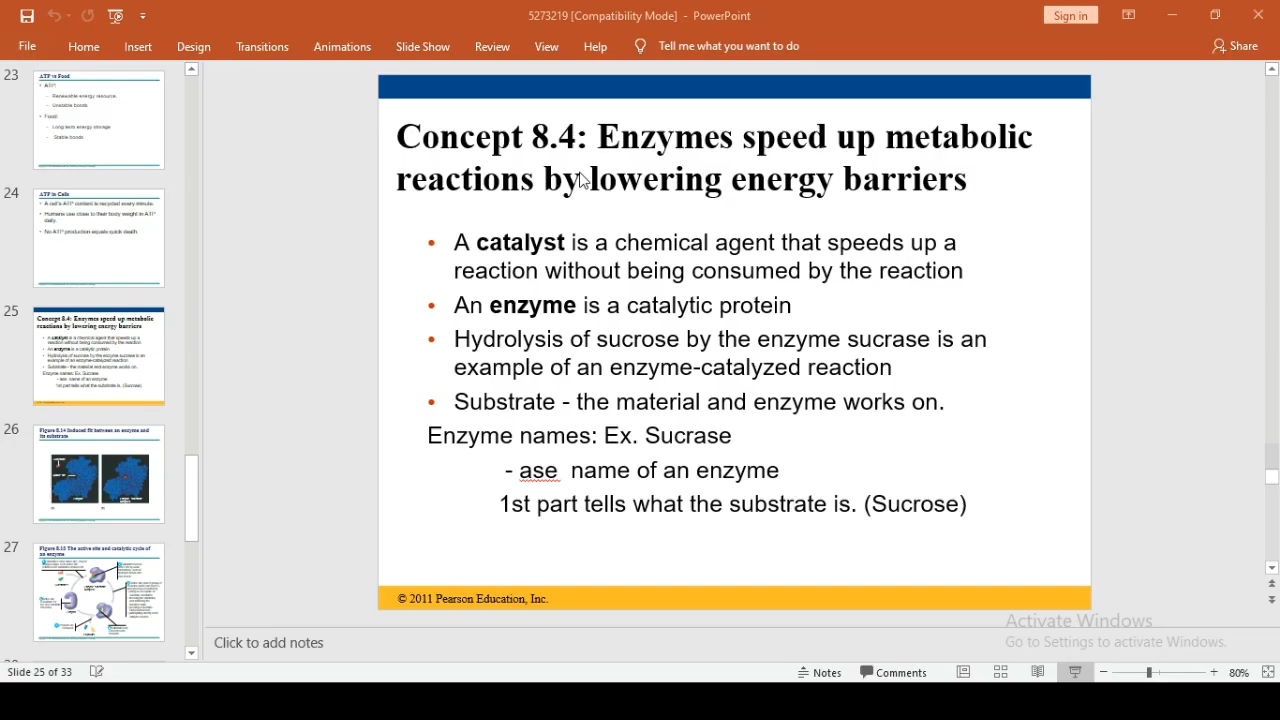 5273219 [Compatibility Mode] - PowerPoint
Sign in
File Home Insert Design Transitions Animations Slide Show Review View Help Tell me what you want to do Share
23
ATP vs Food
• ATP:
– Renewable energy resource.
– Unstable bonds
• Food:
– Long term energy storage
– Stable bonds
24
ATP in Cells
• A cell's ATP content is recycled every minute.
• Humans use close to their body weight in ATP
daily.
• No ATP production equals quick death.
25
Concept 8.4: Enzymes speed up metabolic
reactions by lowering energy barriers
• A catalyst is a chemical agent that speeds up a
reaction without being consumed by the reaction
• An enzyme is a catalytic protein
• Hydrolysis of sucrose by the enzyme sucrase is an
example of an enzyme-catalyzed reaction
• Substrate - the material and enzyme works on.
Enzyme names: Ex. Sucrase
- ase name of an enzyme
1st part tells what the substrate is. (Sucrose)
26
Figure 8.14 Induced fit between an enzyme and
its substrate
27
Figure 8.15 The active site and catalytic cycle of
an enzyme
Concept 8.4: Enzymes speed up metabolic
reactions by lowering energy barriers
• A catalyst is a chemical agent that speeds up a
reaction without being consumed by the reaction
• An enzyme is a catalytic protein
• Hydrolysis of sucrose by the enzyme sucrase is an
example of an enzyme-catalyzed reaction
• Substrate - the material and enzyme works on.
Enzyme names: Ex. Sucrase
- ase name of an enzyme
1st part tells what the substrate is. (Sucrose)
© 2011 Pearson Education, Inc.
Activate Windows
Go to Settings to activate Windows.
Click to add notes
Slide 25 of 33
Notes Comments 80%